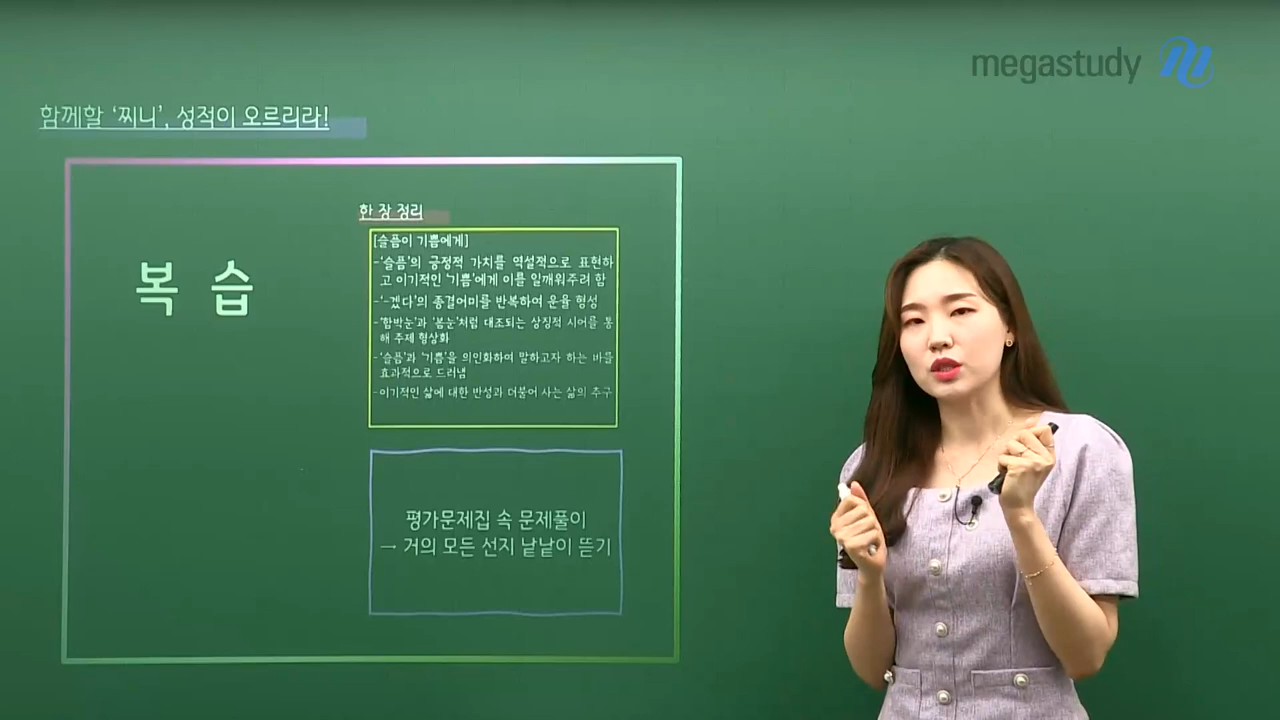 megastudy
함께할 ‘찌니’, 성적이 오르리라!
복 습
한 장 정리
[슬픔이 기쁨에게]
-‘슬픔’의 긍정적 가치를 역설적으로 표현하
고 이기적인 ‘기쁨’에게 이를 일깨워주려 함
-‘-겠다’의 종결어미를 반복하여 운율 형성
-‘함박눈’과 ‘봄눈’처럼 대조되는 상징적 시어를 통
해 주제 형상화
-‘슬픔’과 ‘기쁨’을 의인화하여 말하고자 하는 바를
효과적으로 드러냄
-이기적인 삶에 대한 반성과 더불어 사는 삶의 추구
평가문제집 속 문제풀이
→ 거의 모든 선지 낱낱이 뜯기